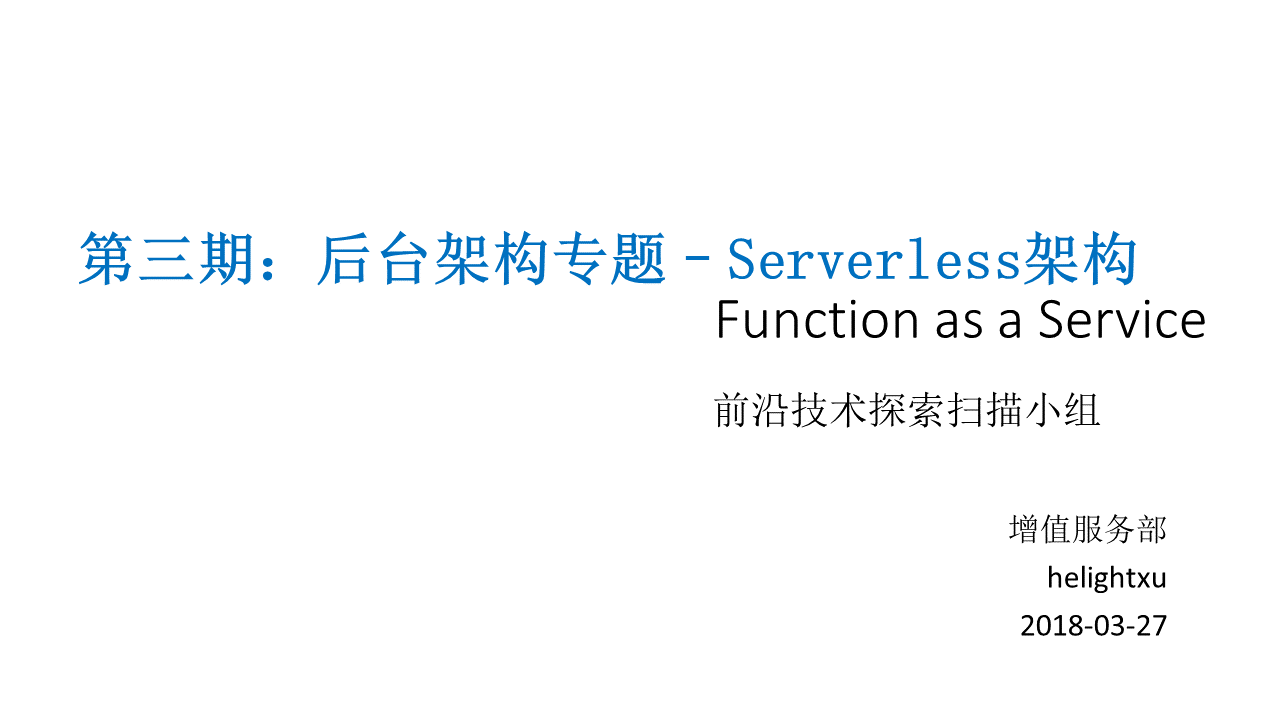 第三期：后台架构专题－Serverless架构
Function as a Service
前沿技术探索扫描小组
增值服务部
helightxu
2018-03-27